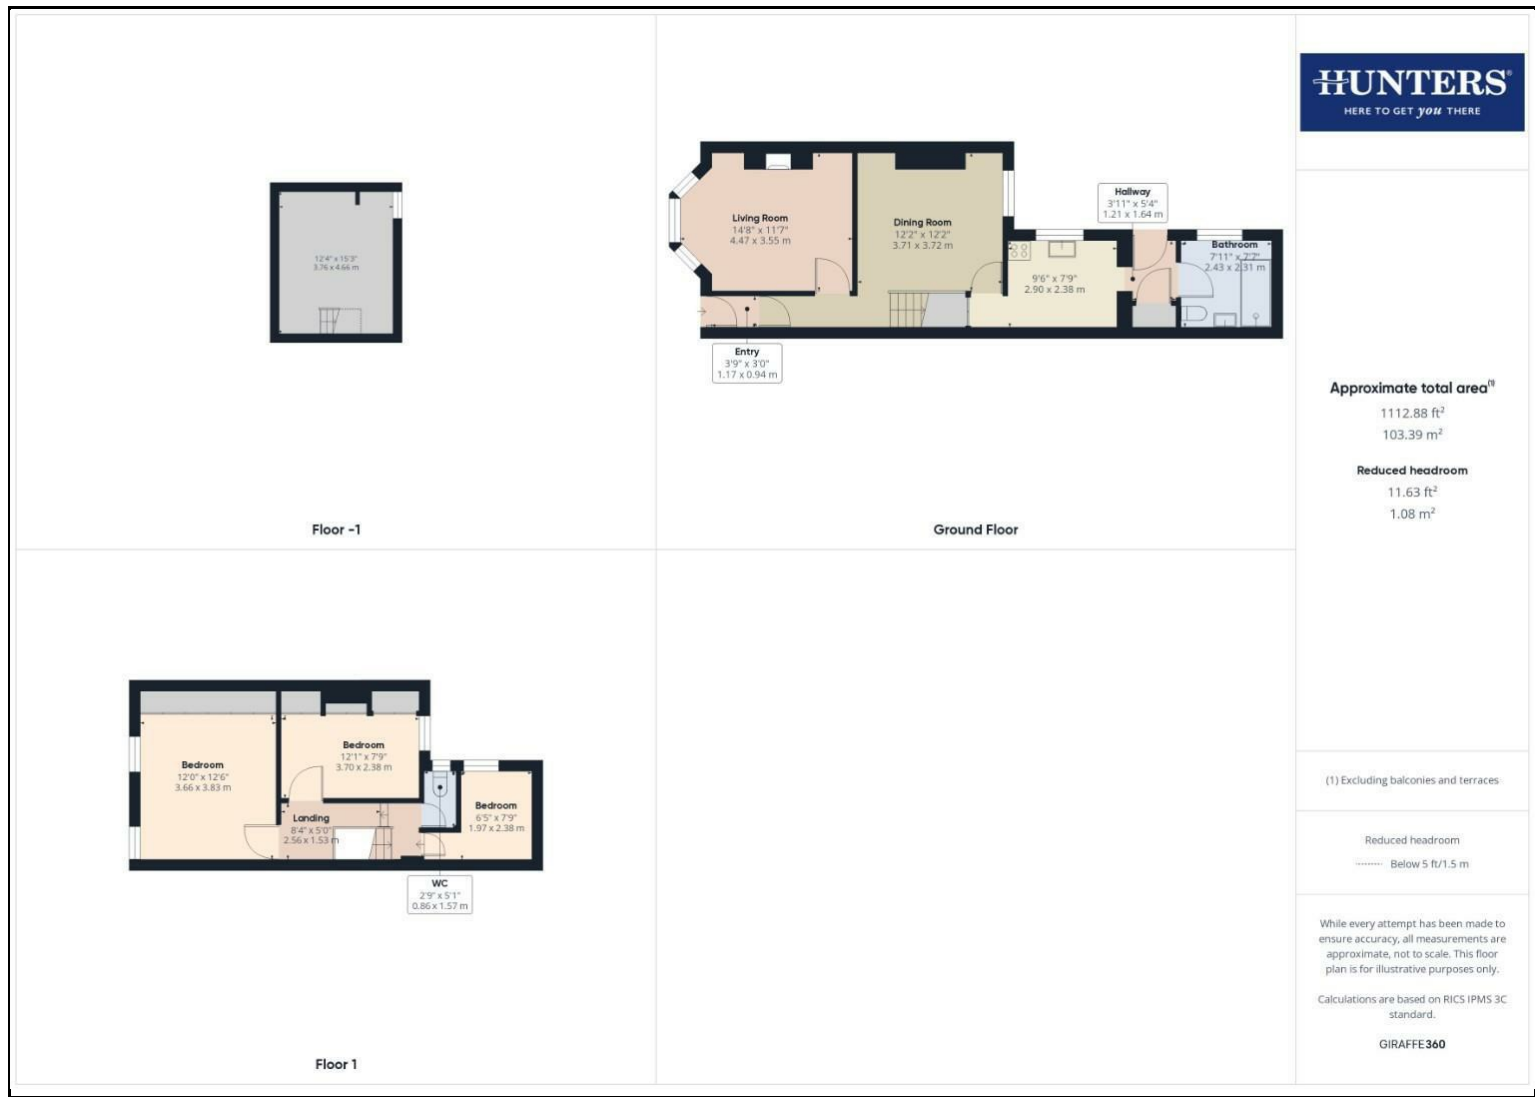 12'4" x 15'3"
3.76 x 4.66 m
Floor -1
Living Room
14'8" x 11'7"
4.47 x 3.55 m
Dining Room
12'2" x 12'2"
3.71 x 3.72 m
Hallway
3'11" x 5'4"
1.21 x 1.64 m
9'6" x 7'9"
2.90 x 2.38 m
Bathroom
7'11" x 7'7"
2.43 x 2.31 m
Entry
3'9" x 3'0"
1.17 x 0.94 m
Ground Floor
Bedroom
12'0" x 12'6"
3.66 x 3.83 m
Bedroom
12'1" x 7'9"
3.70 x 2.38 m
Landing
8'4" x 5'0"
2.56 x 1.53 m
Bedroom
6'5" x 7'9"
1.97 x 2.38 m
WC
2'9" x 5'1"
0.86 x 1.57 m
Floor 1
HUNTERS®
HERE TO GET you THERE
Approximate total area(1)
1112.88 ft²
103.39 m²
Reduced headroom
11.63 ft²
1.08 m²
(1) Excluding balconies and terraces
Reduced headroom
Below 5 ft/1.5 m
While every attempt has been made to
ensure accuracy, all measurements are
approximate, not to scale. This floor
plan is for illustrative purposes only.
Calculations are based on RICS IPMS 3C
standard.
GIRAFFE360